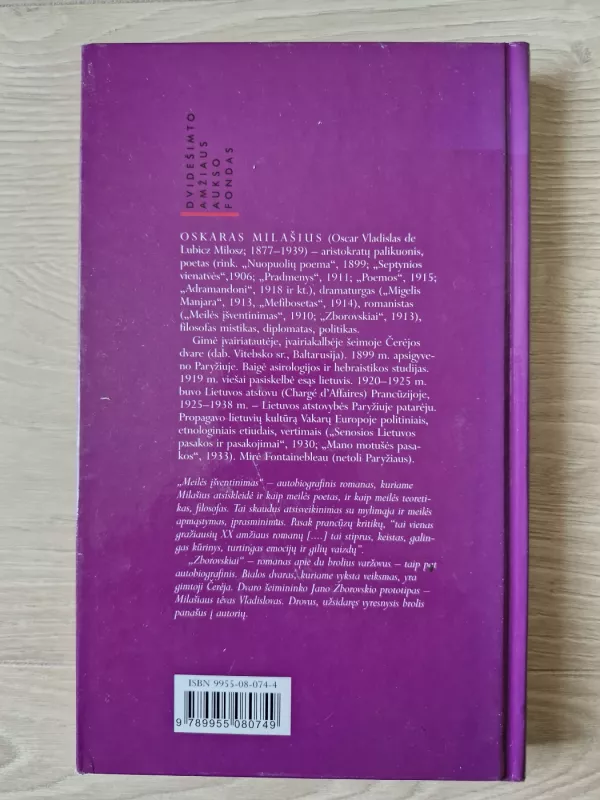 DVIDEŠIMTO
AMŽIAUS
AUKSO
FONDAS
OSKARAS MILAŠIUS (Oscar Vladislas de
Lubicz Milosz; 1877–1939) – aristokratų palikuonis,
poetas (rink. „Nuopuolių poema“, 1899; „Septynios
vienatvės“,1906; „Pradmenys“, 1911; „Poemos“, 1915;
„Adramandoni“, 1918 ir kt.), dramaturgas („Migelis
Manjara“, 1913, „Mefibosetas“, 1914), romanistas
(„Meilės įšventinimas“, 1910; „Zborovskiai“, 1913),
filosofas mistikas, diplomatas, politikas.
Gimė įvairiatautėje, įvairiakalbėje šeimoje Čerėjos
dvare (dab. Vitebsko sr., Baltarusija). 1899 m. apsigyve-
no Paryžiuje. Baigė asirologijos ir hebraistikos studijas.
1919 m. viešai pasiskelbė esąs lietuvis. 1920–1925 m.
buvo Lietuvos atstovu (Chargé d’Affaires) Prancūzijoje,
1925–1938 m. – Lietuvos atstovybės Paryžiuje patarėju.
Propagavo lietuvių kultūrą Vakarų Europoje politiniais,
etnologiniais etiudais, vertimais („Senosios Lietuvos
pasakos ir pasakojimai“, 1930; „Mano motušės pasa-
kos“, 1933). Mirė Fontainebleau (netoli Paryžiaus).
„Meilės įšventinimas“ – autobiografinis romanas, kuriame
Milašius atsiskleidė ir kaip meilės poetas, ir kaip meilės teoreti-
kas, filosofas. Tai skaudus atsisveikinimas su mylimąja ir meilės
apmąstymas, įprasminimas. Pasak prancūzų kritikų, “tai vienas
gražiausių XX amžiaus romanų [....] tai stiprus, keistas, galin-
gas kūrinys, turtingas emocijų ir gilių vaizdų”.
„Zborovskiai“ – romanas apie du brolius varžovus – taip pat
autobiografinis. Bialos dvaras, kuriame vyksta veiksmas, yra
gimtoji Čerėja. Dvaro šeimininko Jano Zborovskio prototipas –
Milašiaus tėvas Vladislovas. Drovus, užsidaręs vyresnysis brolis
panašus į autorių.
ISBN 9955-08-074-4
9 789955 080749